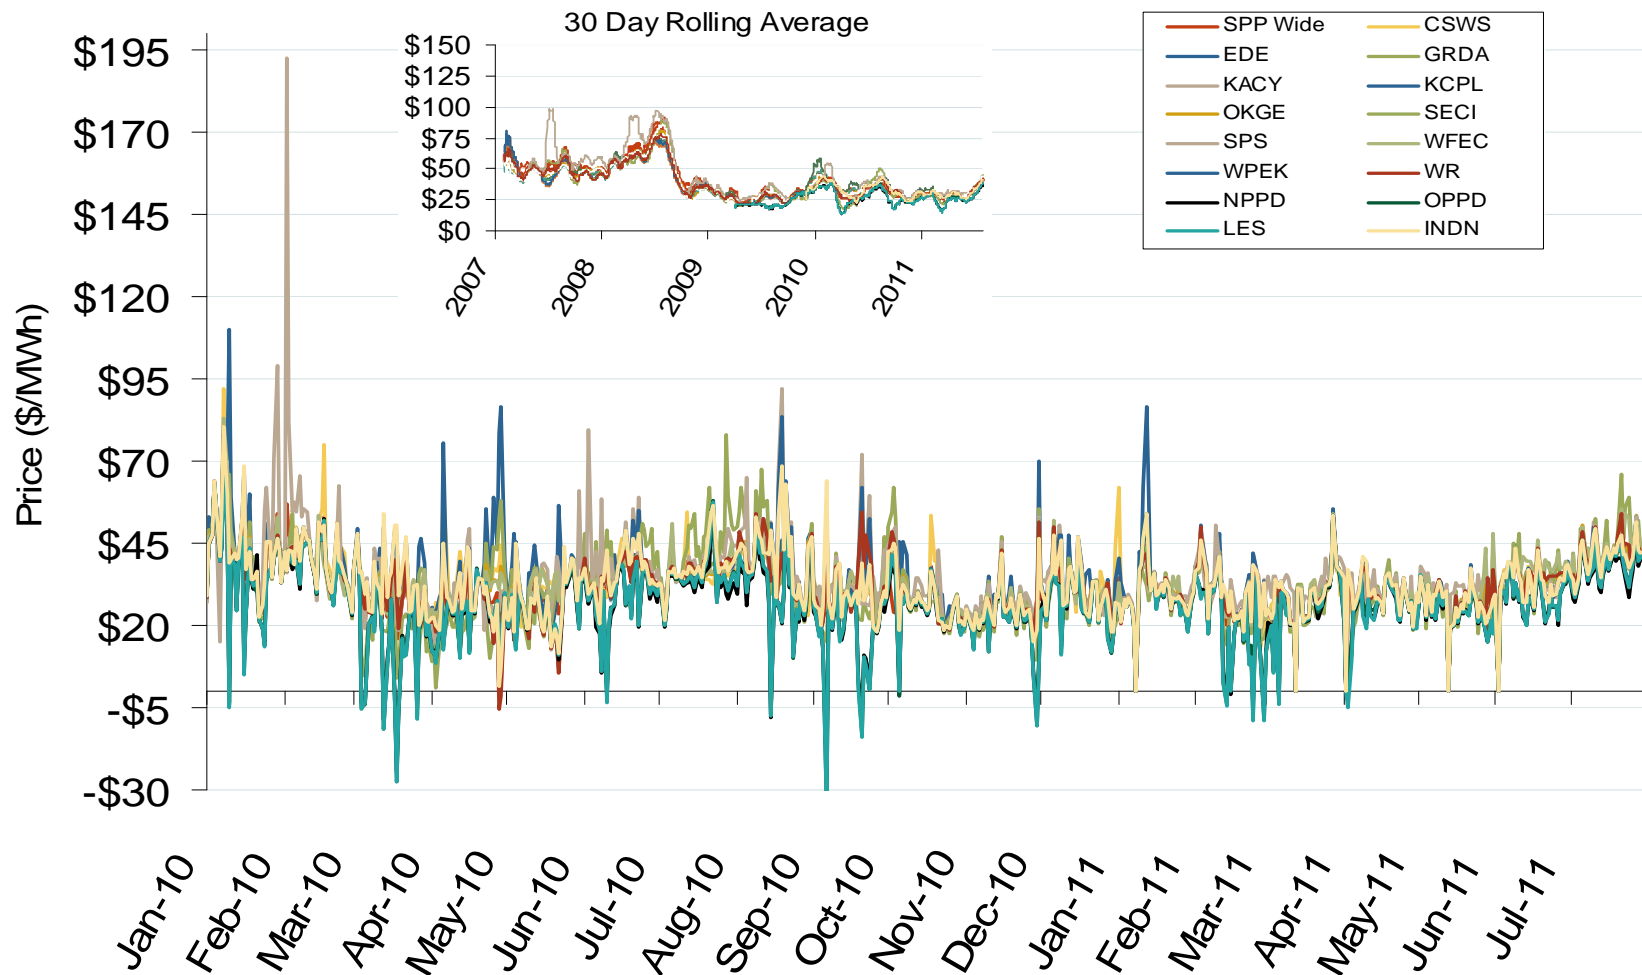 30 Day Rolling Average
$150
$125
$100
$75
$50
$25
$0
2007
2008
2009
2010
2011
SPP Wide CSWS
EDE GRDA
KACY KCPL
OKGE SECI
SPS WFEC
WPEK WR
NPPD OPPD
LES INDN
Price ($/MWh)
$195
$170
$145
$120
$95
$70
$45
$20
-$5
-$30
Jan-10
Feb-10
Mar-10
Apr-10
May-10
Jun-10
Jul-10
Aug-10
Sep-10
Oct-10
Nov-10
Dec-10
Jan-11
Feb-11
Mar-11
Apr-11
May-11
Jun-11
Jul-11